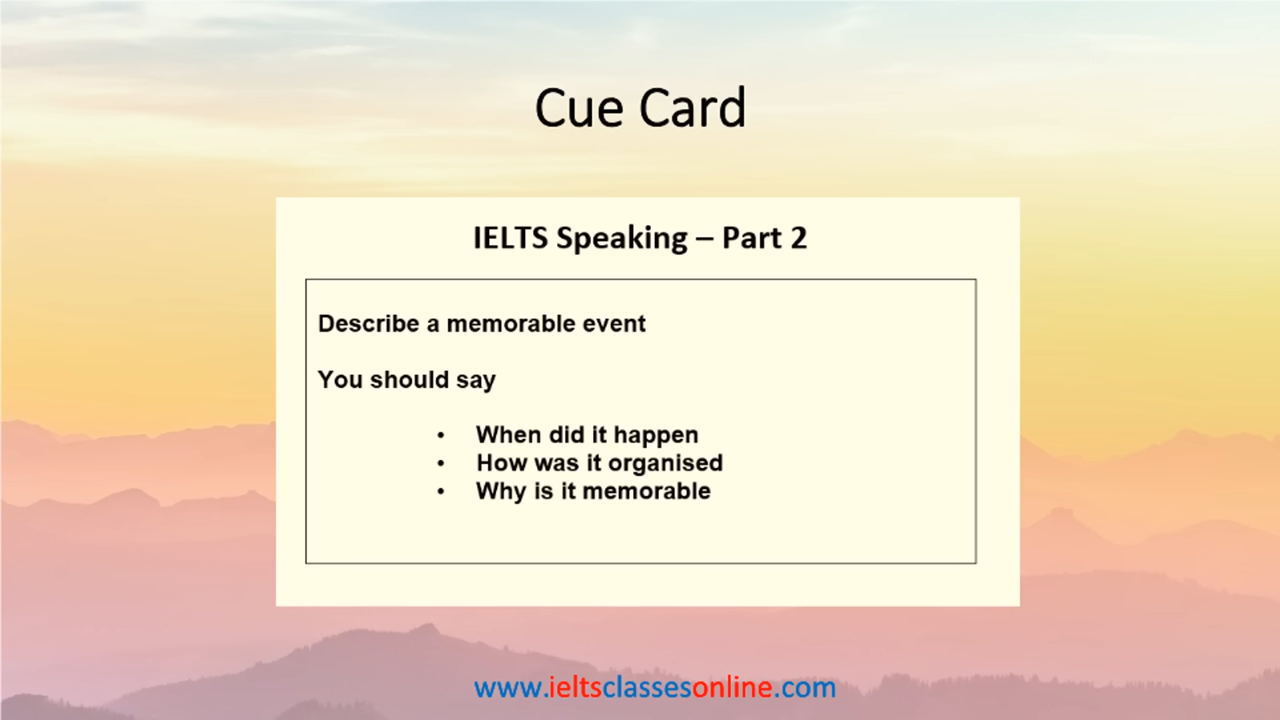 Cue Card
IELTS Speaking – Part 2
Describe a memorable event
You should say
• When did it happen
• How was it organised
• Why is it memorable
www.ieltsclassesonline.com